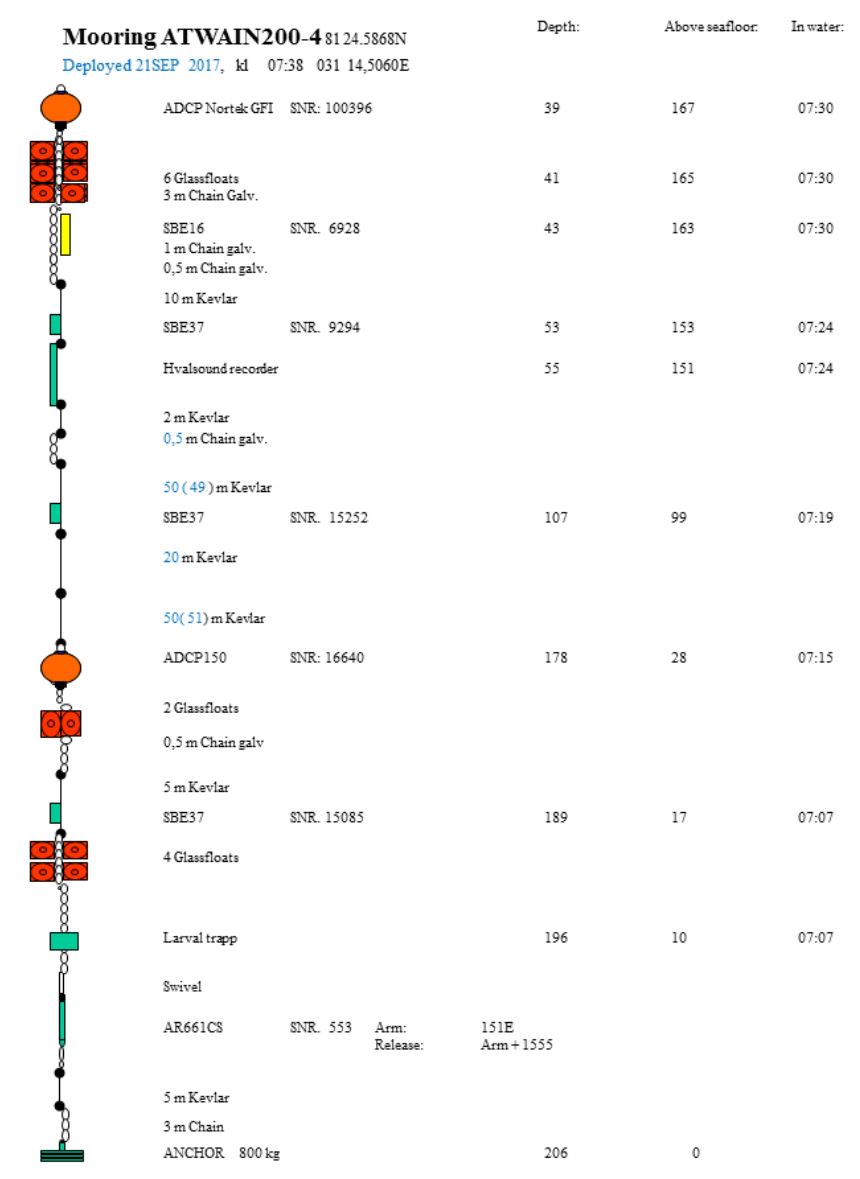 Mooring ATWAIN200-4 81 24.5868N Depth: Above seafloor: In water:
Deployed 21SEP 2017, kl 07:38 031 14,5060E
ADCP Nortek GFI SNR: 100396 39 167 07:30
6 Glassfloats 41 165 07:30
3 m Chain Galv.
SBE16 SNR. 6928 43 163 07:30
1 m Chain galv.
0,5 m Chain galv.
10 m Kevlar
SBE37 SNR. 9294 53 153 07:24
Hvalsound recorder 55 151 07:24
2 m Kevlar
0,5 m Chain galv.
50 ( 49 ) m Kevlar
SBE37 SNR. 15252 107 99 07:19
20 m Kevlar
50( 51) m Kevlar
ADCP150 SNR: 16640 178 28 07:15
2 Glassfloats
0,5 m Chain galv
5 m Kevlar
SBE37 SNR. 15085 189 17 07:07
4 Glassfloats
Larval trapp 196 10 07:07
Swivel
AR661CS SNR. 553 Arm: 151E
Release: Arm + 1555
5 m Kevlar
3 m Chain
ANCHOR 800 kg 206 0